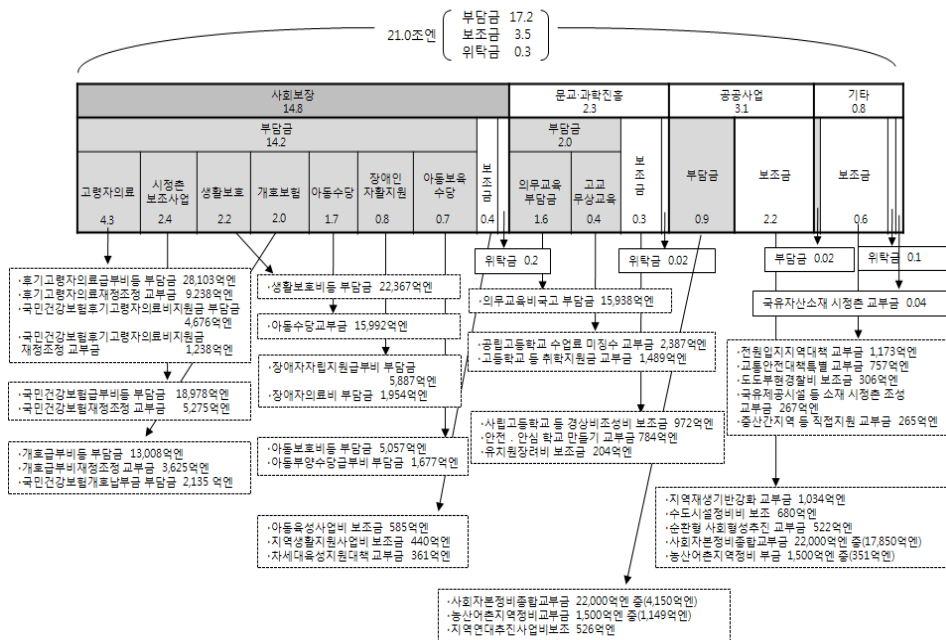 21.0조엔
부담금 17.2
보조금 3.5
위탁금 0.3
사회보장
14.8
문교·과학진흥
2.3
공공사업
3.1
기타
0.8
부담금
14.2
보조금
0.4
부담금
2.0
보조금
0.3
부담금
0.9
보조금
2.2
보조금
0.6
고령자의료
4.3
시정촌
보조사업
2.4
생활보호
2.2
개호보험
2.0
아동수당
1.7
장애인
자활지원
0.8
아동보육
수당
0.7
의무교육
부담금
1.6
고교
무상교육
0.4
위탁금 0.2
위탁금 0.02
부담금 0.02
위탁금 0.1
국유자산소재 시정촌 교부금 0.04
·후기고령자의료급부비등 부담금 28,103억엔
·후기고령자의료재정조정 교부금 9.238억엔
·국민건강보험후기고령자의료비지원금 부담금
4,676억엔
·국민건강보험후기고령자의료비지원금
재정조정 교부금 1,238억엔
·국민건강보험급부비등 부담금 18,978억엔
·국민건강보험재정조정 교부금 5,275억엔
·개호급부비등 부담금 13,008억엔
·개호급부비재정조정 교부금 3,625억엔
·국민건강보험개호납부금 부담금 2,135 억엔
·생활보호비등 부담금 22,367억엔
·아동수당교부금 15,992억엔
·장애자자립지원급부비 부담금
5,887억엔
·장애자의료비 부담금 1,954억엔
·아동보호비등 부담금 5,057억엔
·아동부양수당급부비 부담금 1,677억엔
·아동육성사업비 보조금 585억엔
·지역생활지원사업비 보조금 440억엔
·차세대육성지원대책 교부금 361억엔
·의무교육비국고 부담금 15,938억엔
·공립고등학교 수업료 미징수 교부금 2,387억엔
·고등학교 등 취학지원금 교부금 1,489억엔
·사립고등학교 등 경상비조성비 보조금 972억엔
·안전 . 안심 학교 만들기 교부금 784억엔
·유치원장려비 보조금 204억엔
·전원입지지역대책 교부금 1,173억엔
·교통안전대책특별 교부금 757억엔
·도도부현경찰비 보조금 306억엔
·국유제공시설 등 소재 시정촌 조성
교부금 267억엔
·중산간지역 등 직접지원 교부금 265억엔
·지역재생기반강화 교부금 1,034억엔
·수도시설정비비 보조 680억엔
·순환형 사회형성추진 교부금 522억엔
·사회자본정비종합교부금 22,000억엔 중(17,850억엔)
·농산어촌지역정비 부금 1,500억엔 중(351억엔)
·사회자본정비종합교부금 22,000억엔 중(4,150억엔)
·농산어촌지역정비교부금 1,500억엔 중(1,149억엔)
·지역연대추진사업비보조 526억엔